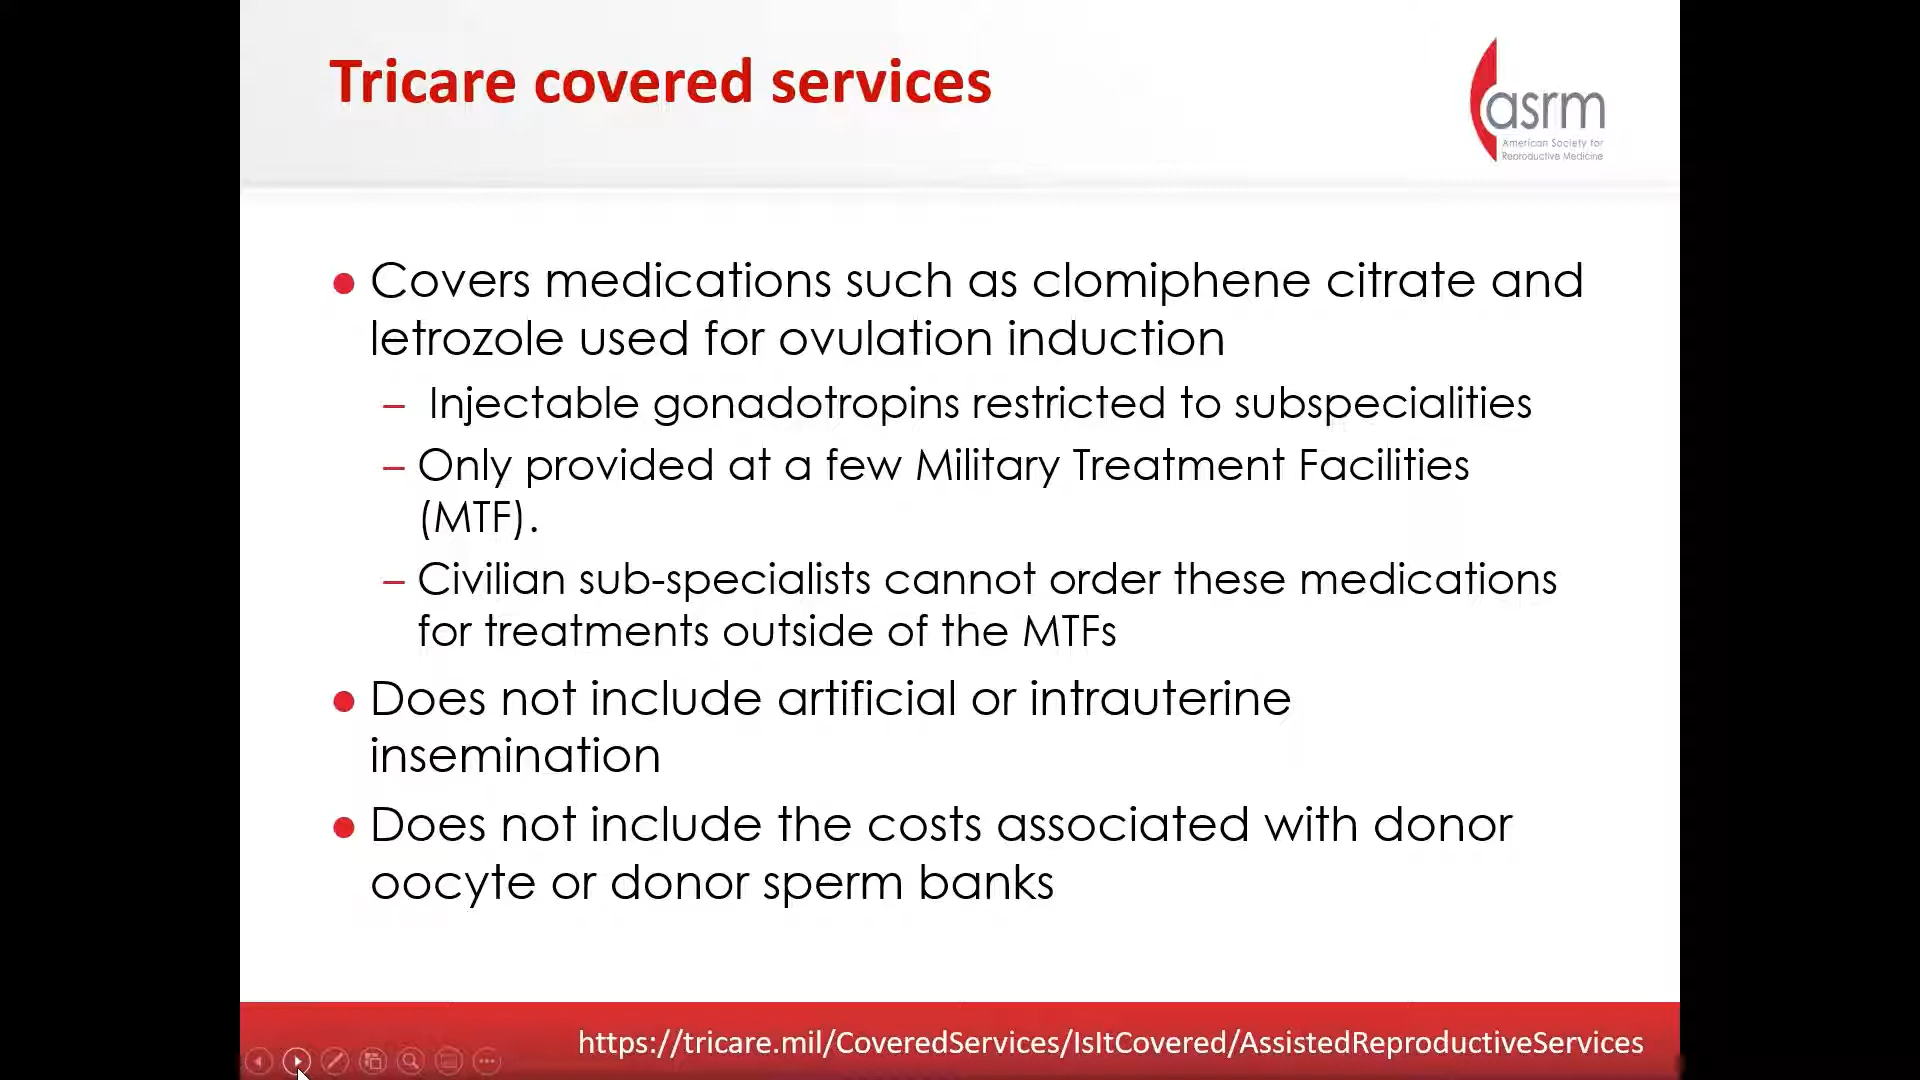 Tricare covered services
asrm
American Society for
Reproductive Medicine
● Covers medications such as clomiphene citrate and
letrozole used for ovulation induction
– Injectable gonadotropins restricted to subspecialities
– Only provided at a few Military Treatment Facilities
(MTF).
– Civilian sub-specialists cannot order these medications
for treatments outside of the MTFs
● Does not include artificial or intrauterine
insemination
● Does not include the costs associated with donor
oocyte or donor sperm banks
https://tricare.mil/CoveredServices/IsItCovered/AssistedReproductiveServices